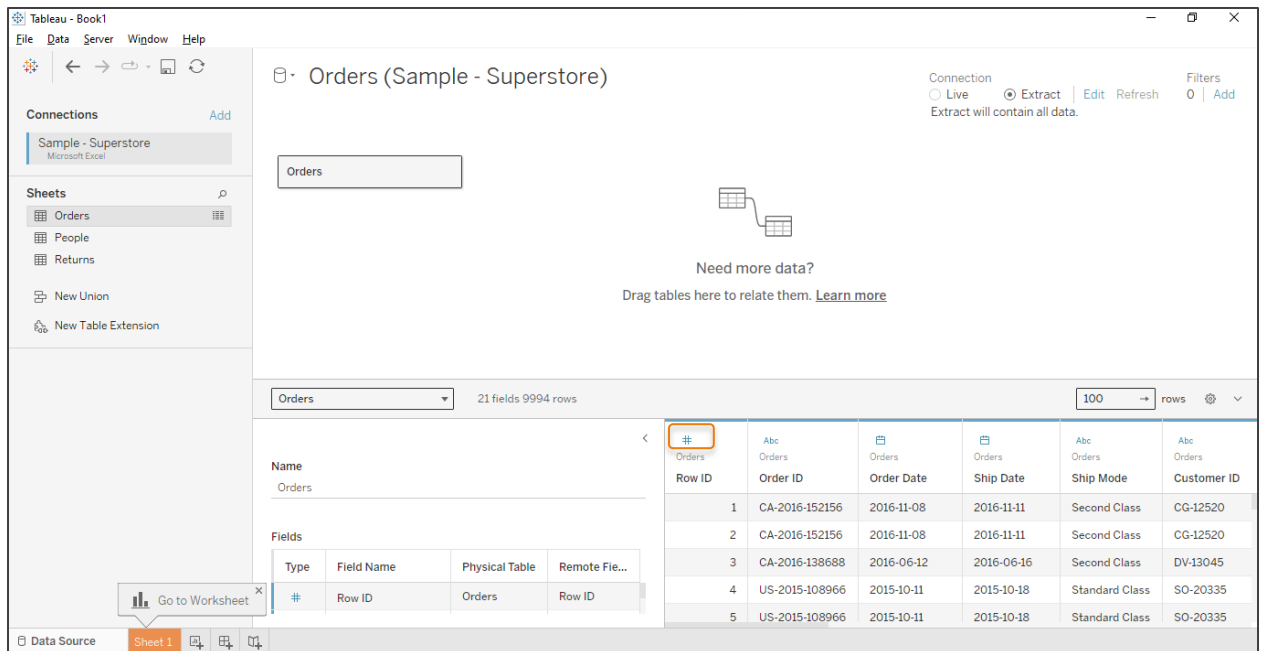 Tableau - Book1
File Data Server Window Help
Connections Add
Sample - Superstore
Microsoft Excel
Sheets
Orders
People
Returns
New Union
New Table Extension
Orders (Sample - Superstore)
Connection
Live Extract Edit Refresh
Extract will contain all data.
Filters
0 Add
Orders
Need more data?
Drag tables here to relate them. Learn more
Orders 21 fields 9994 rows 100 → rows
Name
Orders
Fields
Type Field Name Physical Table Remote Fie...
# Row ID Orders Row ID
# Abc Abc Abc
Orders Orders Orders Orders Orders Orders
Row ID Order ID Order Date Ship Date Ship Mode Customer ID
1 CA-2016-152156 2016-11-08 2016-11-11 Second Class CG-12520
2 CA-2016-152156 2016-11-08 2016-11-11 Second Class CG-12520
3 CA-2016-138688 2016-06-12 2016-06-16 Second Class DV-13045
4 US-2015-108966 2015-10-11 2015-10-18 Standard Class SO-20335
5 US-2015-108966 2015-10-11 2015-10-18 Standard Class SO-20335
Go to Worksheet
Data Source Sheet 1